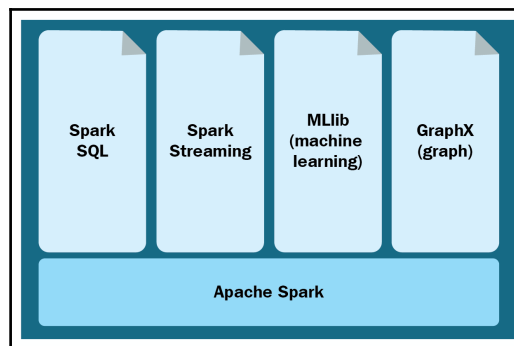 Spark
SQL
Spark
Streaming
MLlib
(machine
learning)
GraphX
(graph)
Apache Spark